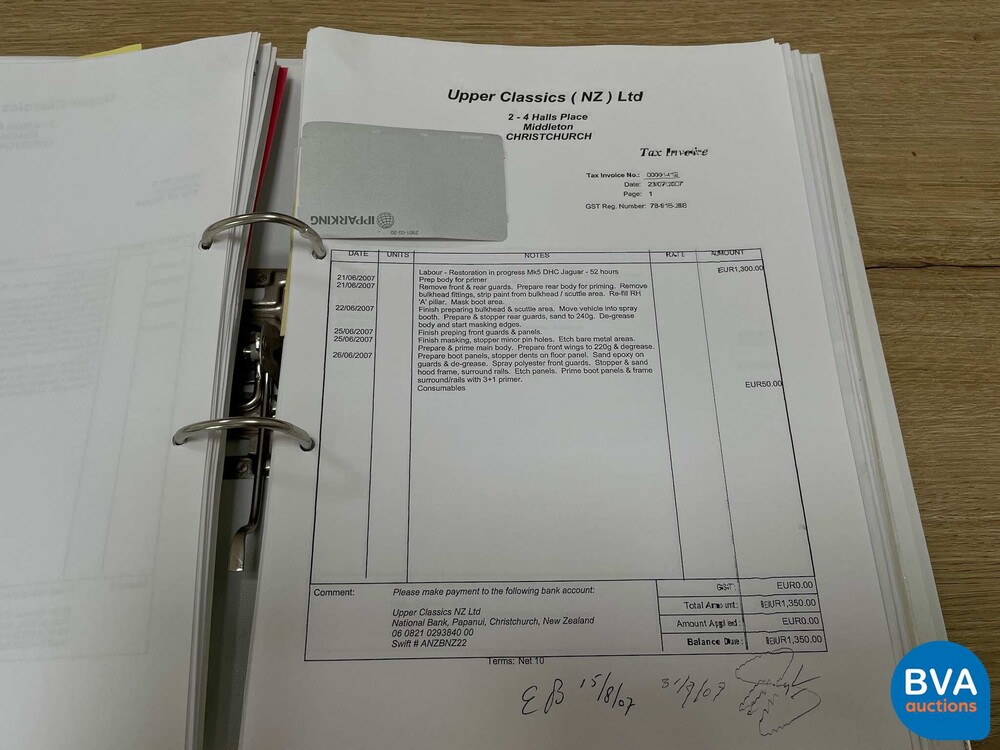 Upper Classics ( NZ ) Ltd
2 - 4 Halls Place
Middleton
CHRISTCHURCH
Tax Invoice
Tax Invoice No.:
Date: 23/07/2007
Page: 1
GST Reg. Number:
IPPARKING
DATE UNITS NOTES RATE AMOUNT
Labour - Restoration in progress Mk5 DHC Jaguar - 52 hours EUR1,300.00
21/06/2007 Prep body for primer
21/06/2007 Remove front & rear guards. Prepare rear body for priming. Remove
bulkhead fittings, strip paint from bulkhead / scuttle area. Re-fill RH
'A' pillar. Mask boot area.
22/06/2007 Finish preparing bulkhead & scuttle area. Move vehicle into spray
booth. Prepare & stopper rear guards, sand to 240g. De-grease
body and start masking edges.
25/06/2007 Finish preping front guards & panels.
25/06/2007 Finish masking, stopper minor pin holes. Etch bare metal areas.
Prepare & prime main body. Prepare front wings to 220g & degrease.
26/06/2007 Prepare boot panels, stopper dents on floor panel. Sand epoxy on
guards & de-grease. Spray polyester front guards. Stopper & sand
hood frame, surround rails. Etch panels. Prime boot panels & frame
surround/rails with 3+1 primer.
Consumables EUR50.00
Comment: Please make payment to the following bank account:
Upper Classics NZ Ltd
National Bank, Papanui, Christchurch, New Zealand
06 0821 0293840 00
Swift # ANZBNZ22
GST: EUR0.00
Total Amount: EUR1,350.00
Amount Applied: EUR0.00
Balance Due: EUR1,350.00
Terms: Net 10
EB 15/8/07
BVA
auctions